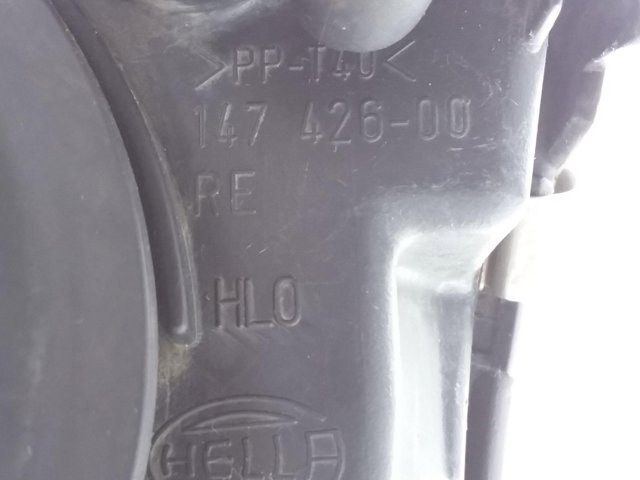 >PP-T40<
147 426-00
RE
HLO
HELLA